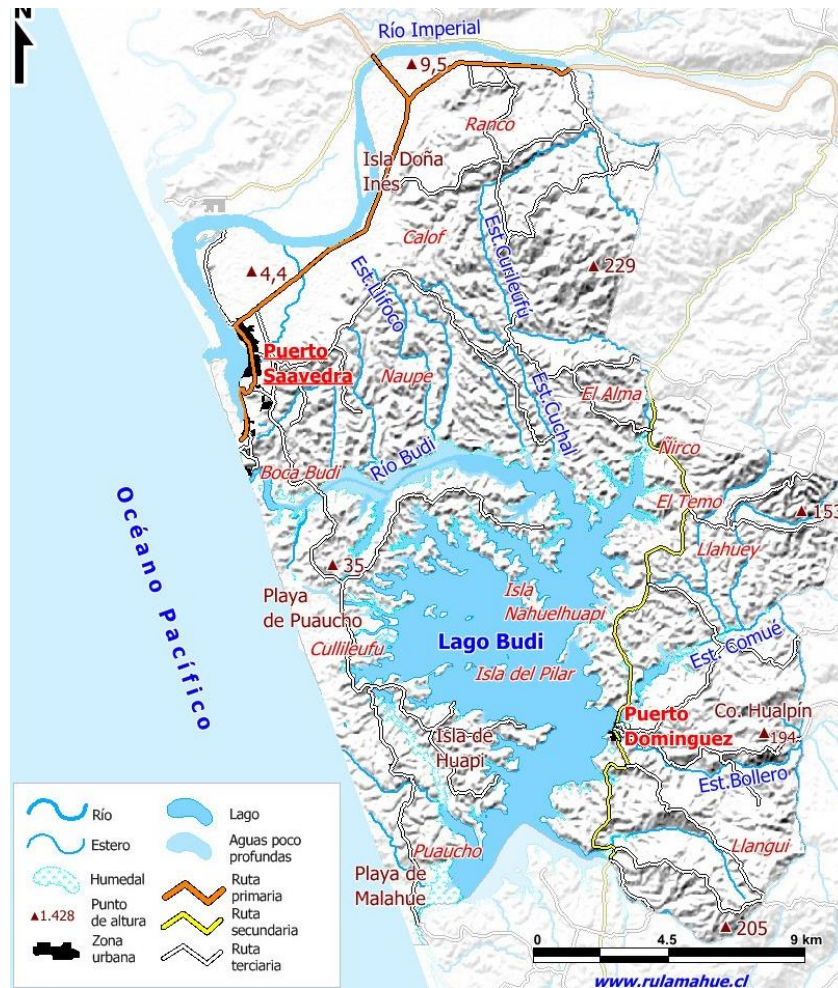 N
Río Imperial
▲ 9,5
Ranco
Isla Doña
Inés
Calof
Est. Curileufú
▲ 4,4
▲ 229
Est. Llifoco
Puerto
Saavedra
Naupe
Est. Cuchal
El Alma
Ñirco
Río Budi
Boca Budi
El Temo
▲ 153
Llahuey
▲ 35
Océano Pacífico
Playa
de Puaucho
Isla
Nahuelhuapi
Cullileufu
Lago Budi
Est. Comué
Isla del Pilar
Puerto
Dominguez
Co. Hualpín
▲ 194
Isla de
Huapi
Est.Bollero
Puaucho
Llangui
Playa de
Malahue
▲ 205
Río
Lago
Estero
Aguas poco
profundas
Humedal
Ruta
primaria
▲1.428
Punto
de altura
Ruta
secundaria
Zona
urbana
Ruta
terciaria
0 4.5 9 km
www.rulamahue.cl